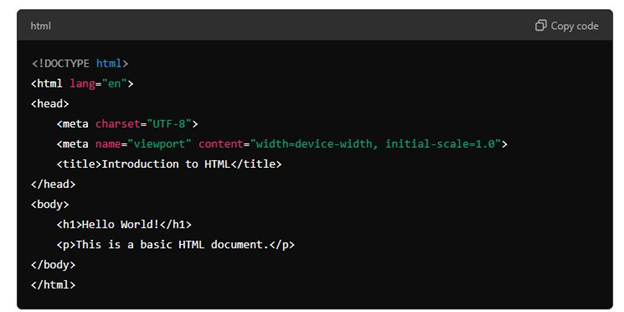 html
Copy code
<!DOCTYPE html>
<html lang="en">
<head>
    <meta charset="UTF-8">
    <meta name="viewport" content="width=device-width, initial-scale=1.0">
    <title>Introduction to HTML</title>
</head>
<body>
    <h1>Hello World!</h1>
    <p>This is a basic HTML document.</p>
</body>
</html>